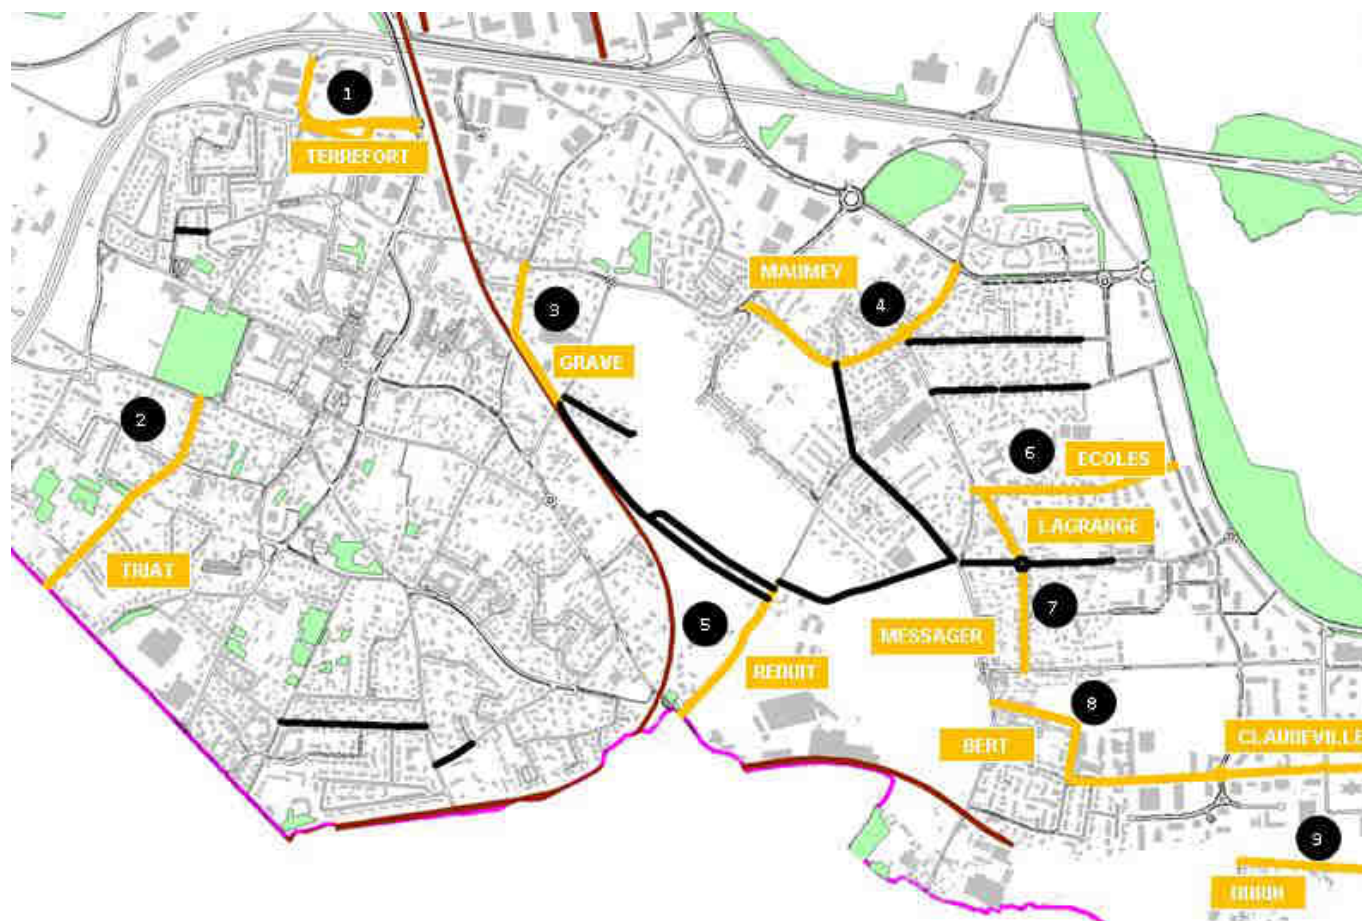 1
TERREFORT
MAUMEY
4
3
GRAVE
2
6
ECOLES
LAGRANGE
TRIAT
7
5
MESSAGER
REDUIT
8
BERT
CLAUDEVILLE
9